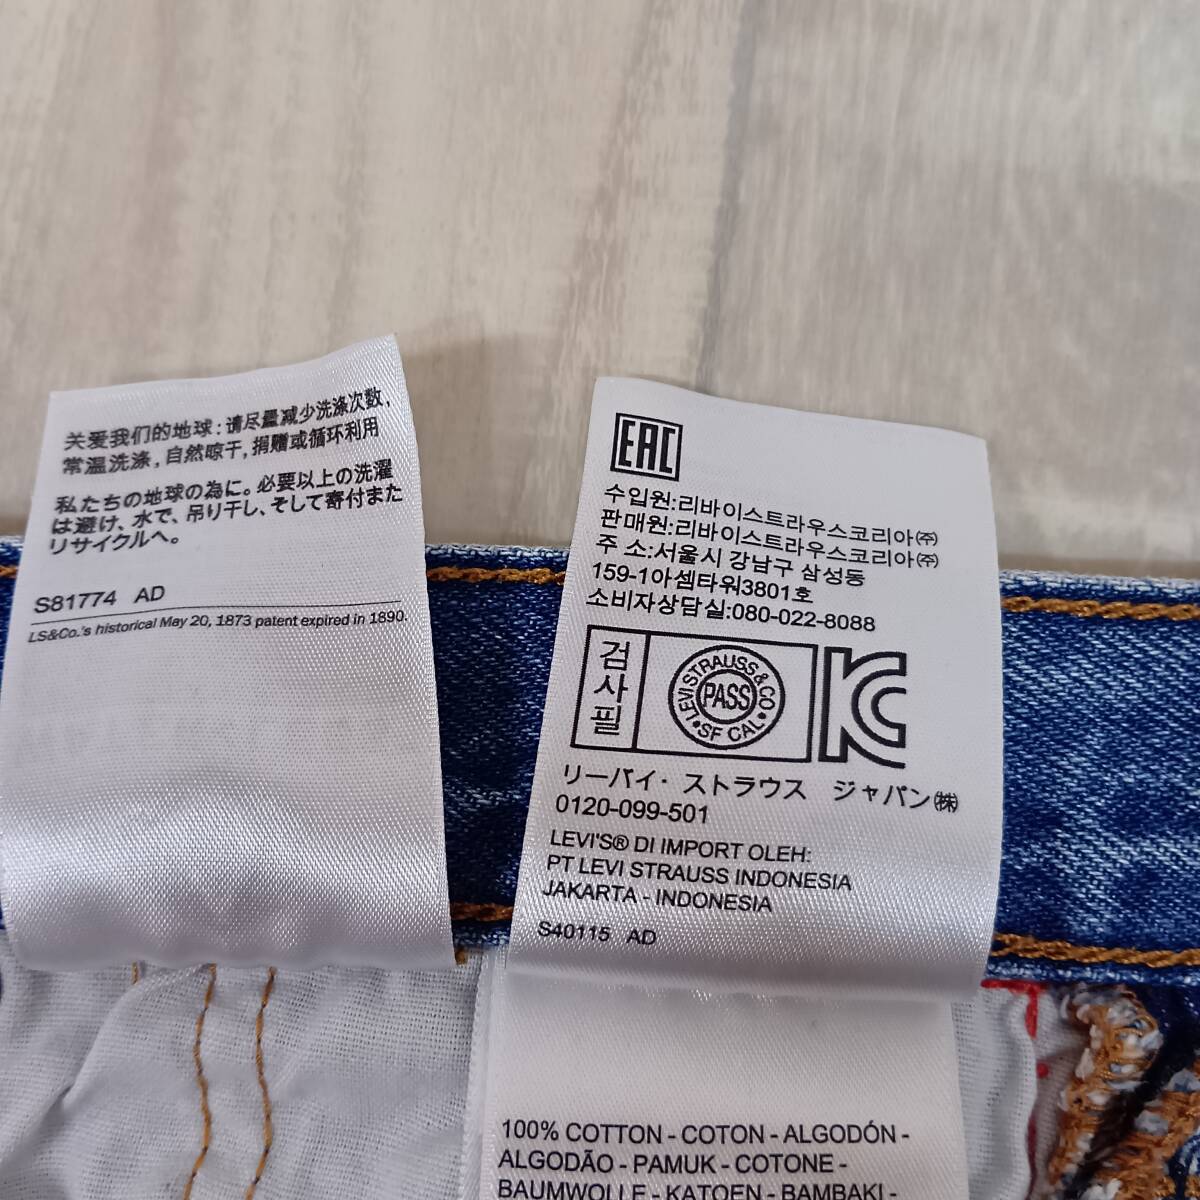 关爱我们的地球:请尽量减少洗涤次数,
常温洗涤,自然晾干,捐赠或循环利用
私たちの地球の為に。必要以上の洗濯
は避け、水で、吊り干し、そして寄付また
リサイクルへ。
S81774 AD
LS&Co.'s historical May 20, 1873 patent expired in 1890.
EAC
수입원:리바이스트라우스코리아㈜
판매원:리바이스트라우스코리아㈜
주 소:서울시 강남구 삼성동
159-1아셈타워3801호
소비자상담실:080-022-8088
검사필
LEVI STRAUSS & CO
PASS
SF CAL
KC
リーバイ・ストラウス ジャパン㈱
0120-099-501
LEVI'S® DI IMPORT OLEH:
PT LEVI STRAUSS INDONESIA
JAKARTA - INDONESIA
S40115 AD
100% COTTON - COTON - ALGODÓN -
ALGODÃO - PAMUK - COTONE -
BAUMWOLLE - KATOEN - BAMBAKI -